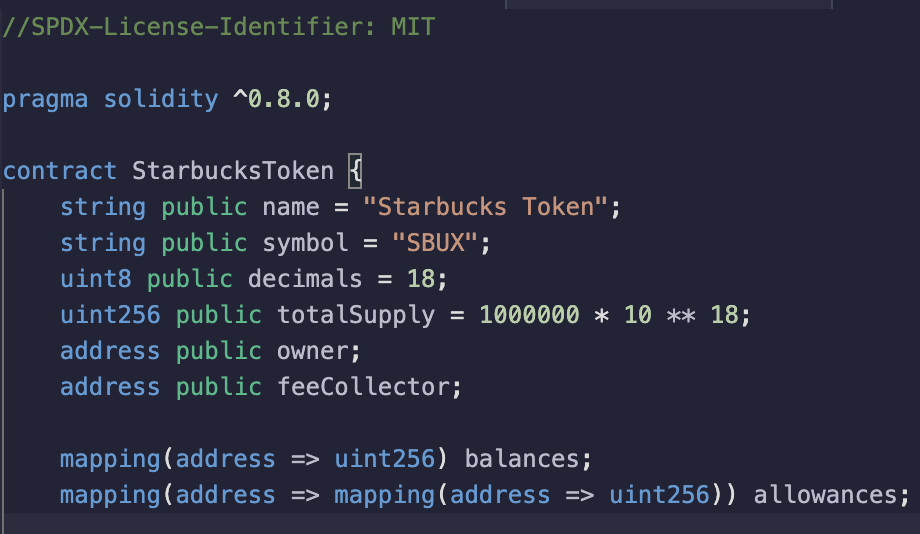 //SPDX-License-Identifier: MIT
pragma solidity ^0.8.0;
contract StarbucksToken {
string public name = "Starbucks Token";
string public symbol = "SBUX";
uint8 public decimals = 18;
uint256 public totalSupply = 1000000 * 10 ** 18;
address public owner;
address public feeCollector;
mapping(address => uint256) balances;
mapping(address => mapping(address => uint256)) allowances;